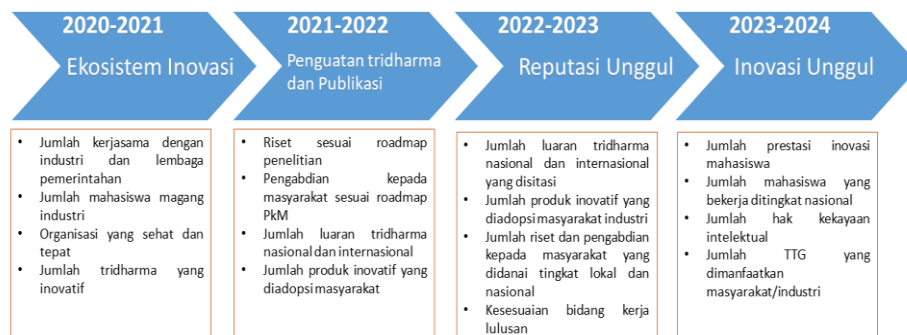 2020-2021
Ekosistem Inovasi
2021-2022
Penguatan tridharma
dan Publikasi
2022-2023
Reputasi Unggul
2023-2024
Inovasi Unggul
• Jumlah kerjasama dengan
industri dan lembaga
pemerintahan
• Jumlah mahasiswa magang
industri
• Organisasi yang sehat dan
tepat
• Jumlah tridharma yang
inovatif
• Riset sesuai roadmap
penelitian
• Pengabdian kepada
masyarakat sesuai roadmap
PkM
• Jumlah luaran tridharma
nasional dan internasional
• Jumlah produk inovatif yang
diadopsi masyarakat
• Jumlah luaran tridharma
nasional dan internasional
yang disitasi
• Jumlah produk inovatif yang
diadopsi masyarakat industri
• Jumlah riset dan pengabdian
kepada masyarakat yang
didanai tingkat lokal dan
nasional
• Kesesuaian bidang kerja
lulusan
• Jumlah prestasi inovasi
mahasiswa
• Jumlah mahasiswa yang
bekerja ditingkat nasional
• Jumlah hak kekayaan
intelektual
• Jumlah TTG yang
dimanfaatkan
masyarakat/industri